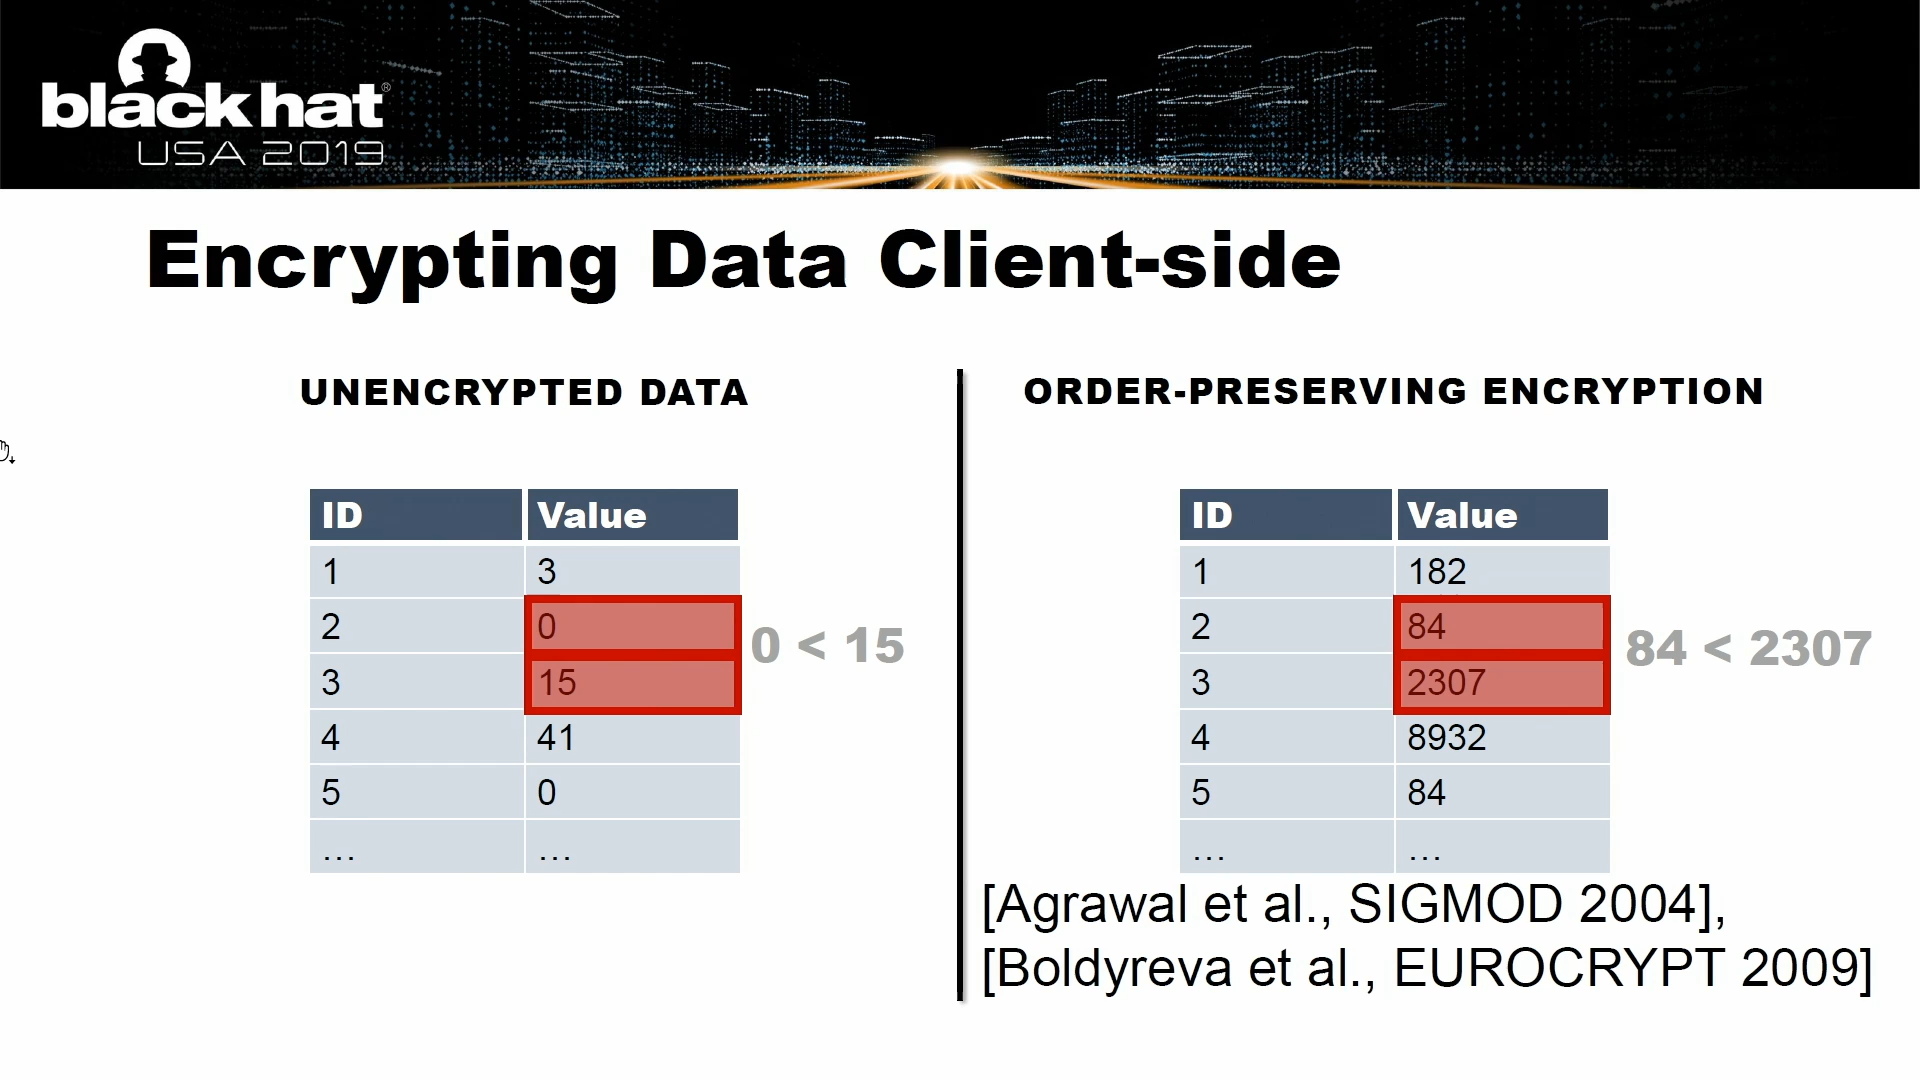 black hat®
USA 2019
Encrypting Data Client-side
UNENCRYPTED DATA
ID Value
1 3
2 0
3 15
4 41
5 0
... ...
0 < 15
ORDER-PRESERVING ENCRYPTION
ID Value
1 182
2 84
3 2307
4 8932
5 84
... ...
84 < 2307
[Agrawal et al., SIGMOD 2004],
[Boldyreva et al., EUROCRYPT 2009]